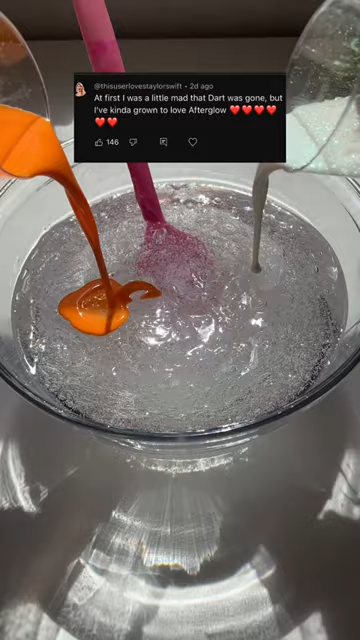 @thisuserlovestaylorswift • 2d ago
At first I was a little mad that Dart was gone, but
I've kinda grown to love Afterglow ❤️❤️❤️❤️
❤️❤️
146